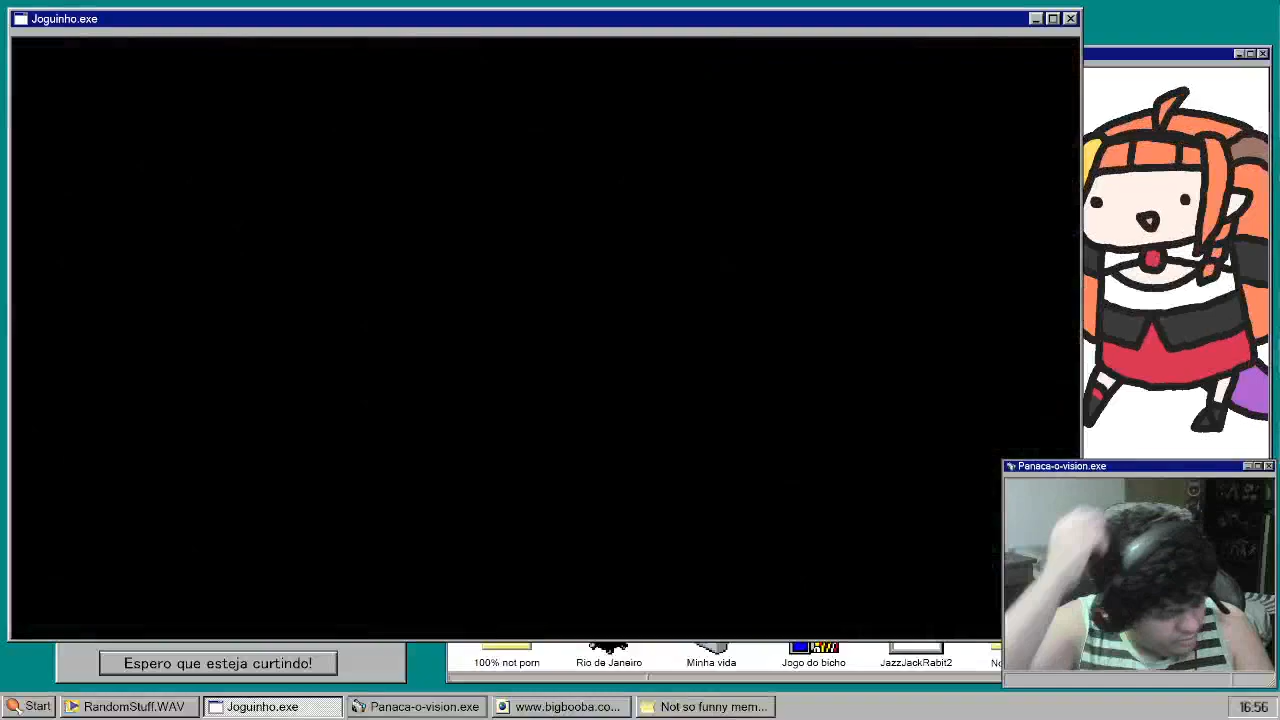 Joguinho.exe
Panaca-o-vision.exe
Espero que esteja curtindo!
100% not porn
Rio de Janeiro
Minha vida
Jogo do bicho
JazzJackRabit2
Start
RandomStuff.WAV
Joguinho.exe
Panaca-o-vision.exe
www.bigbooba.co...
Not so funny mem...
16:56